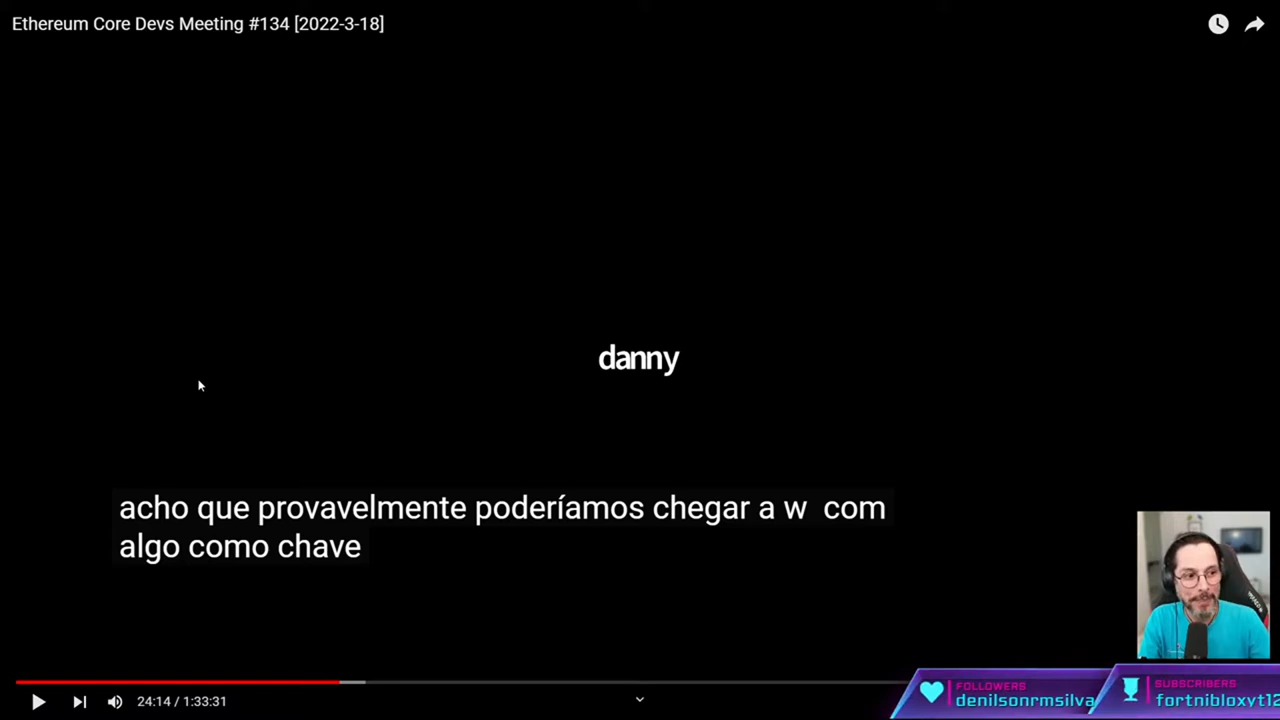 Ethereum Core Devs Meeting #134 [2022-3-18]
danny
acho que provavelmente poderíamos chegar a w  com
algo como chave
24:14 / 1:33:31
FOLLOWERS
denilsonrmsilva
SUBSCRIBERS
fortnibloxyt12